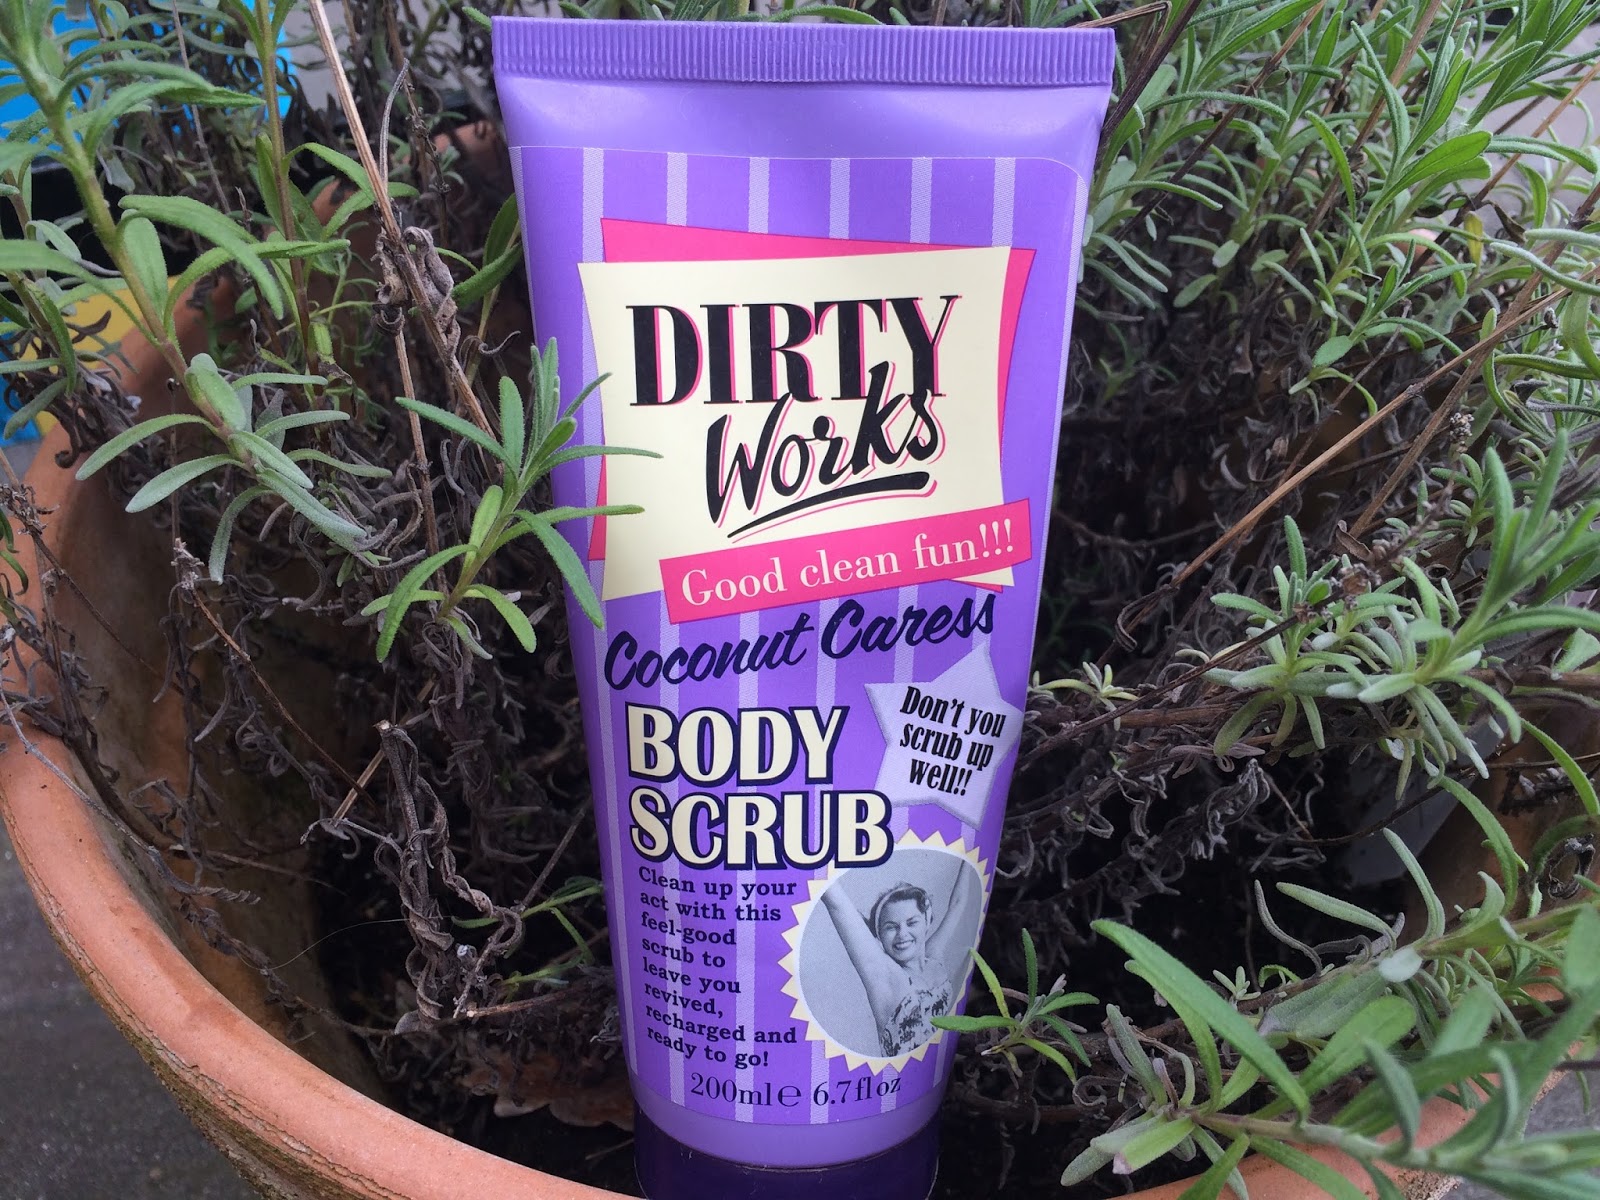 DIRTY
Works
Good clean fun!!!
Coconut Caress
Don't you
scrub up
well!!
BODY
SCRUB
Clean up your
act with this
feel-good
scrub to
leave you
revived,
recharged and
ready to go!
200ml ℮ 6.7fl oz